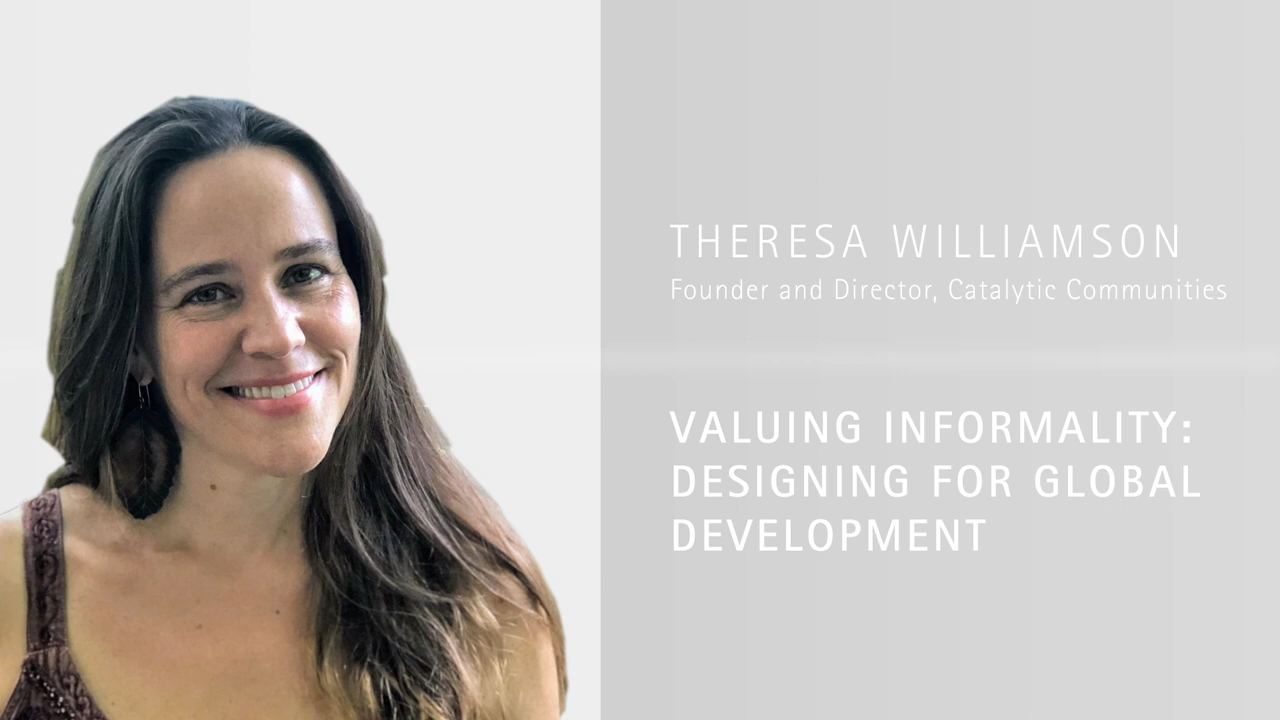 THERESA WILLIAMSON
Founder and Director, Catalytic Communities
VALUING INFORMALITY:
DESIGNING FOR GLOBAL
DEVELOPMENT